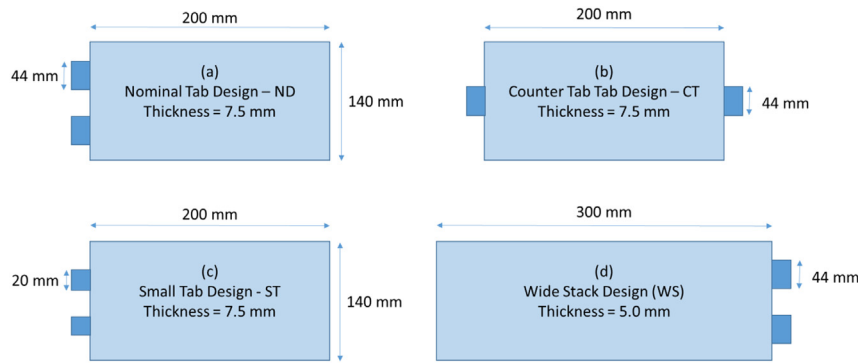 200 mm
200 mm
44 mm
(a)
Nominal Tab Design – ND
Thickness = 7.5 mm
140 mm
(b)
Counter Tab Tab Design – CT
Thickness = 7.5 mm
44 mm
200 mm
300 mm
20 mm
(c)
Small Tab Design - ST
Thickness = 7.5 mm
140 mm
(d)
Wide Stack Design (WS)
Thickness = 5.0 mm
44 mm